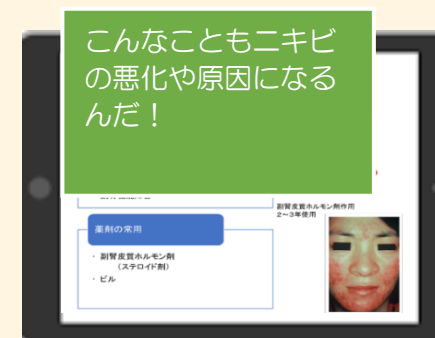 こんなこともニキビ
の悪化や原因になる
んだ！
副腎皮質ホルモン剤作用
2～3年使用
薬剤の常用
・ 副腎皮質ホルモン剤
（ステロイド剤）
・ ピル